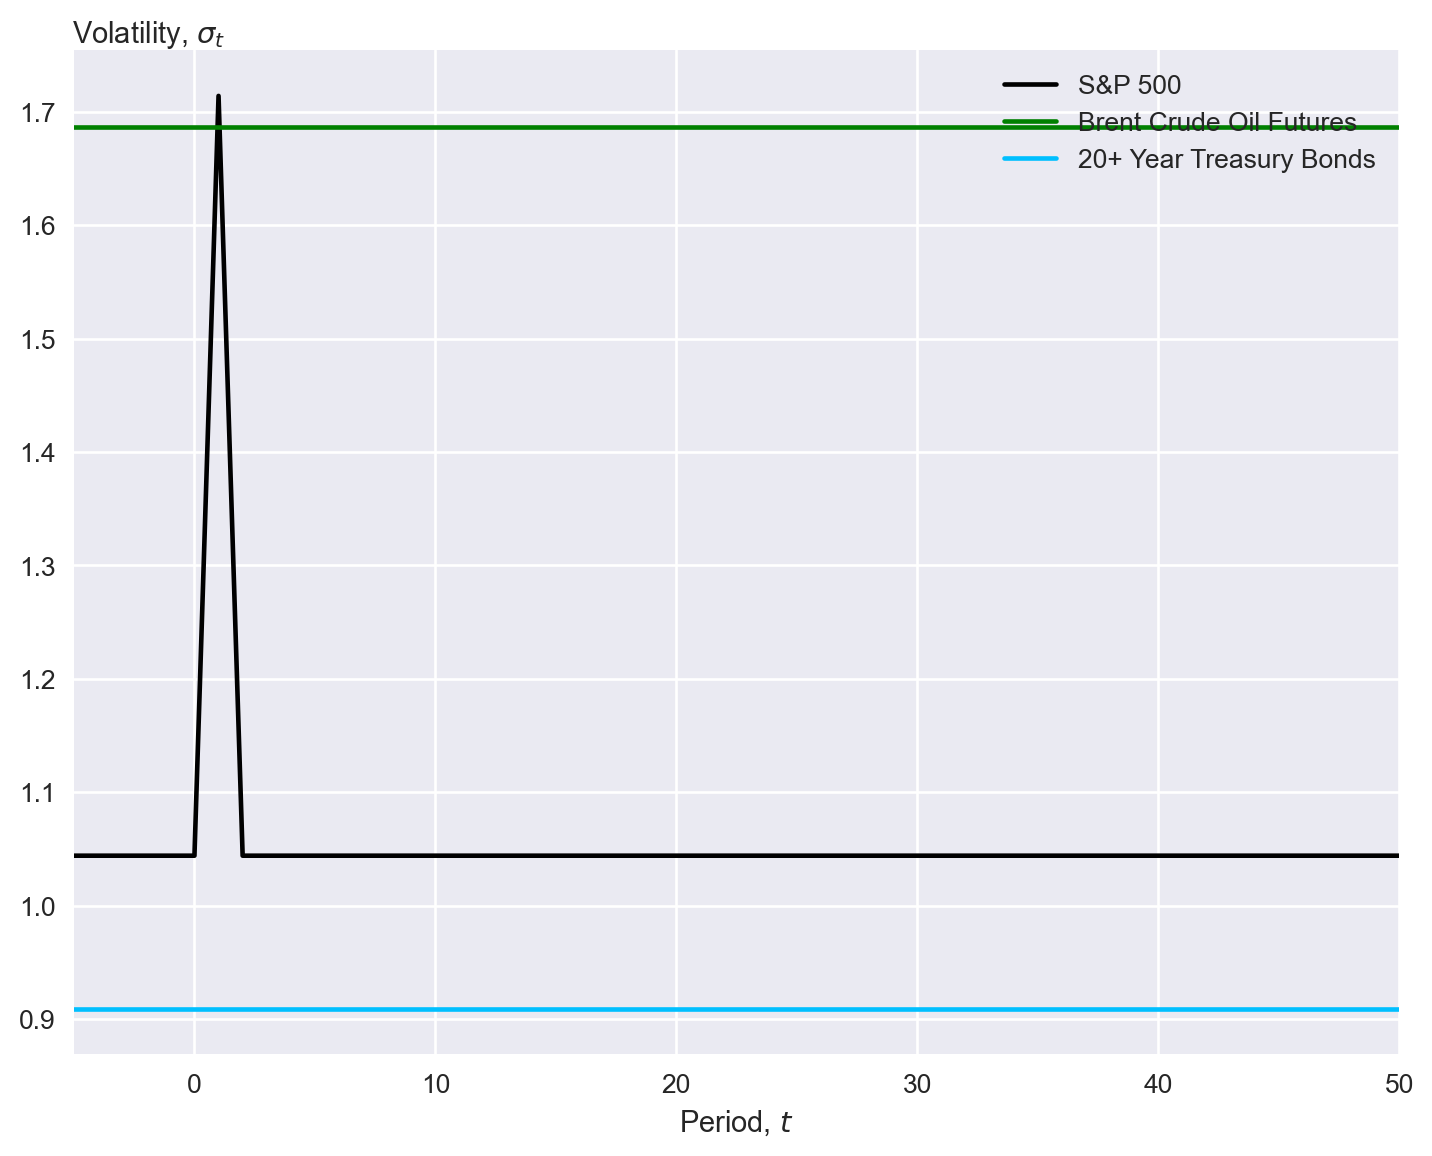 Volatility, σt
S&P 500
Brent Crude Oil Futures
20+ Year Treasury Bonds
1.7
1.6
1.5
1.4
1.3
1.2
1.1
1.0
0.9
0 10 20 30 40 50
Period, t